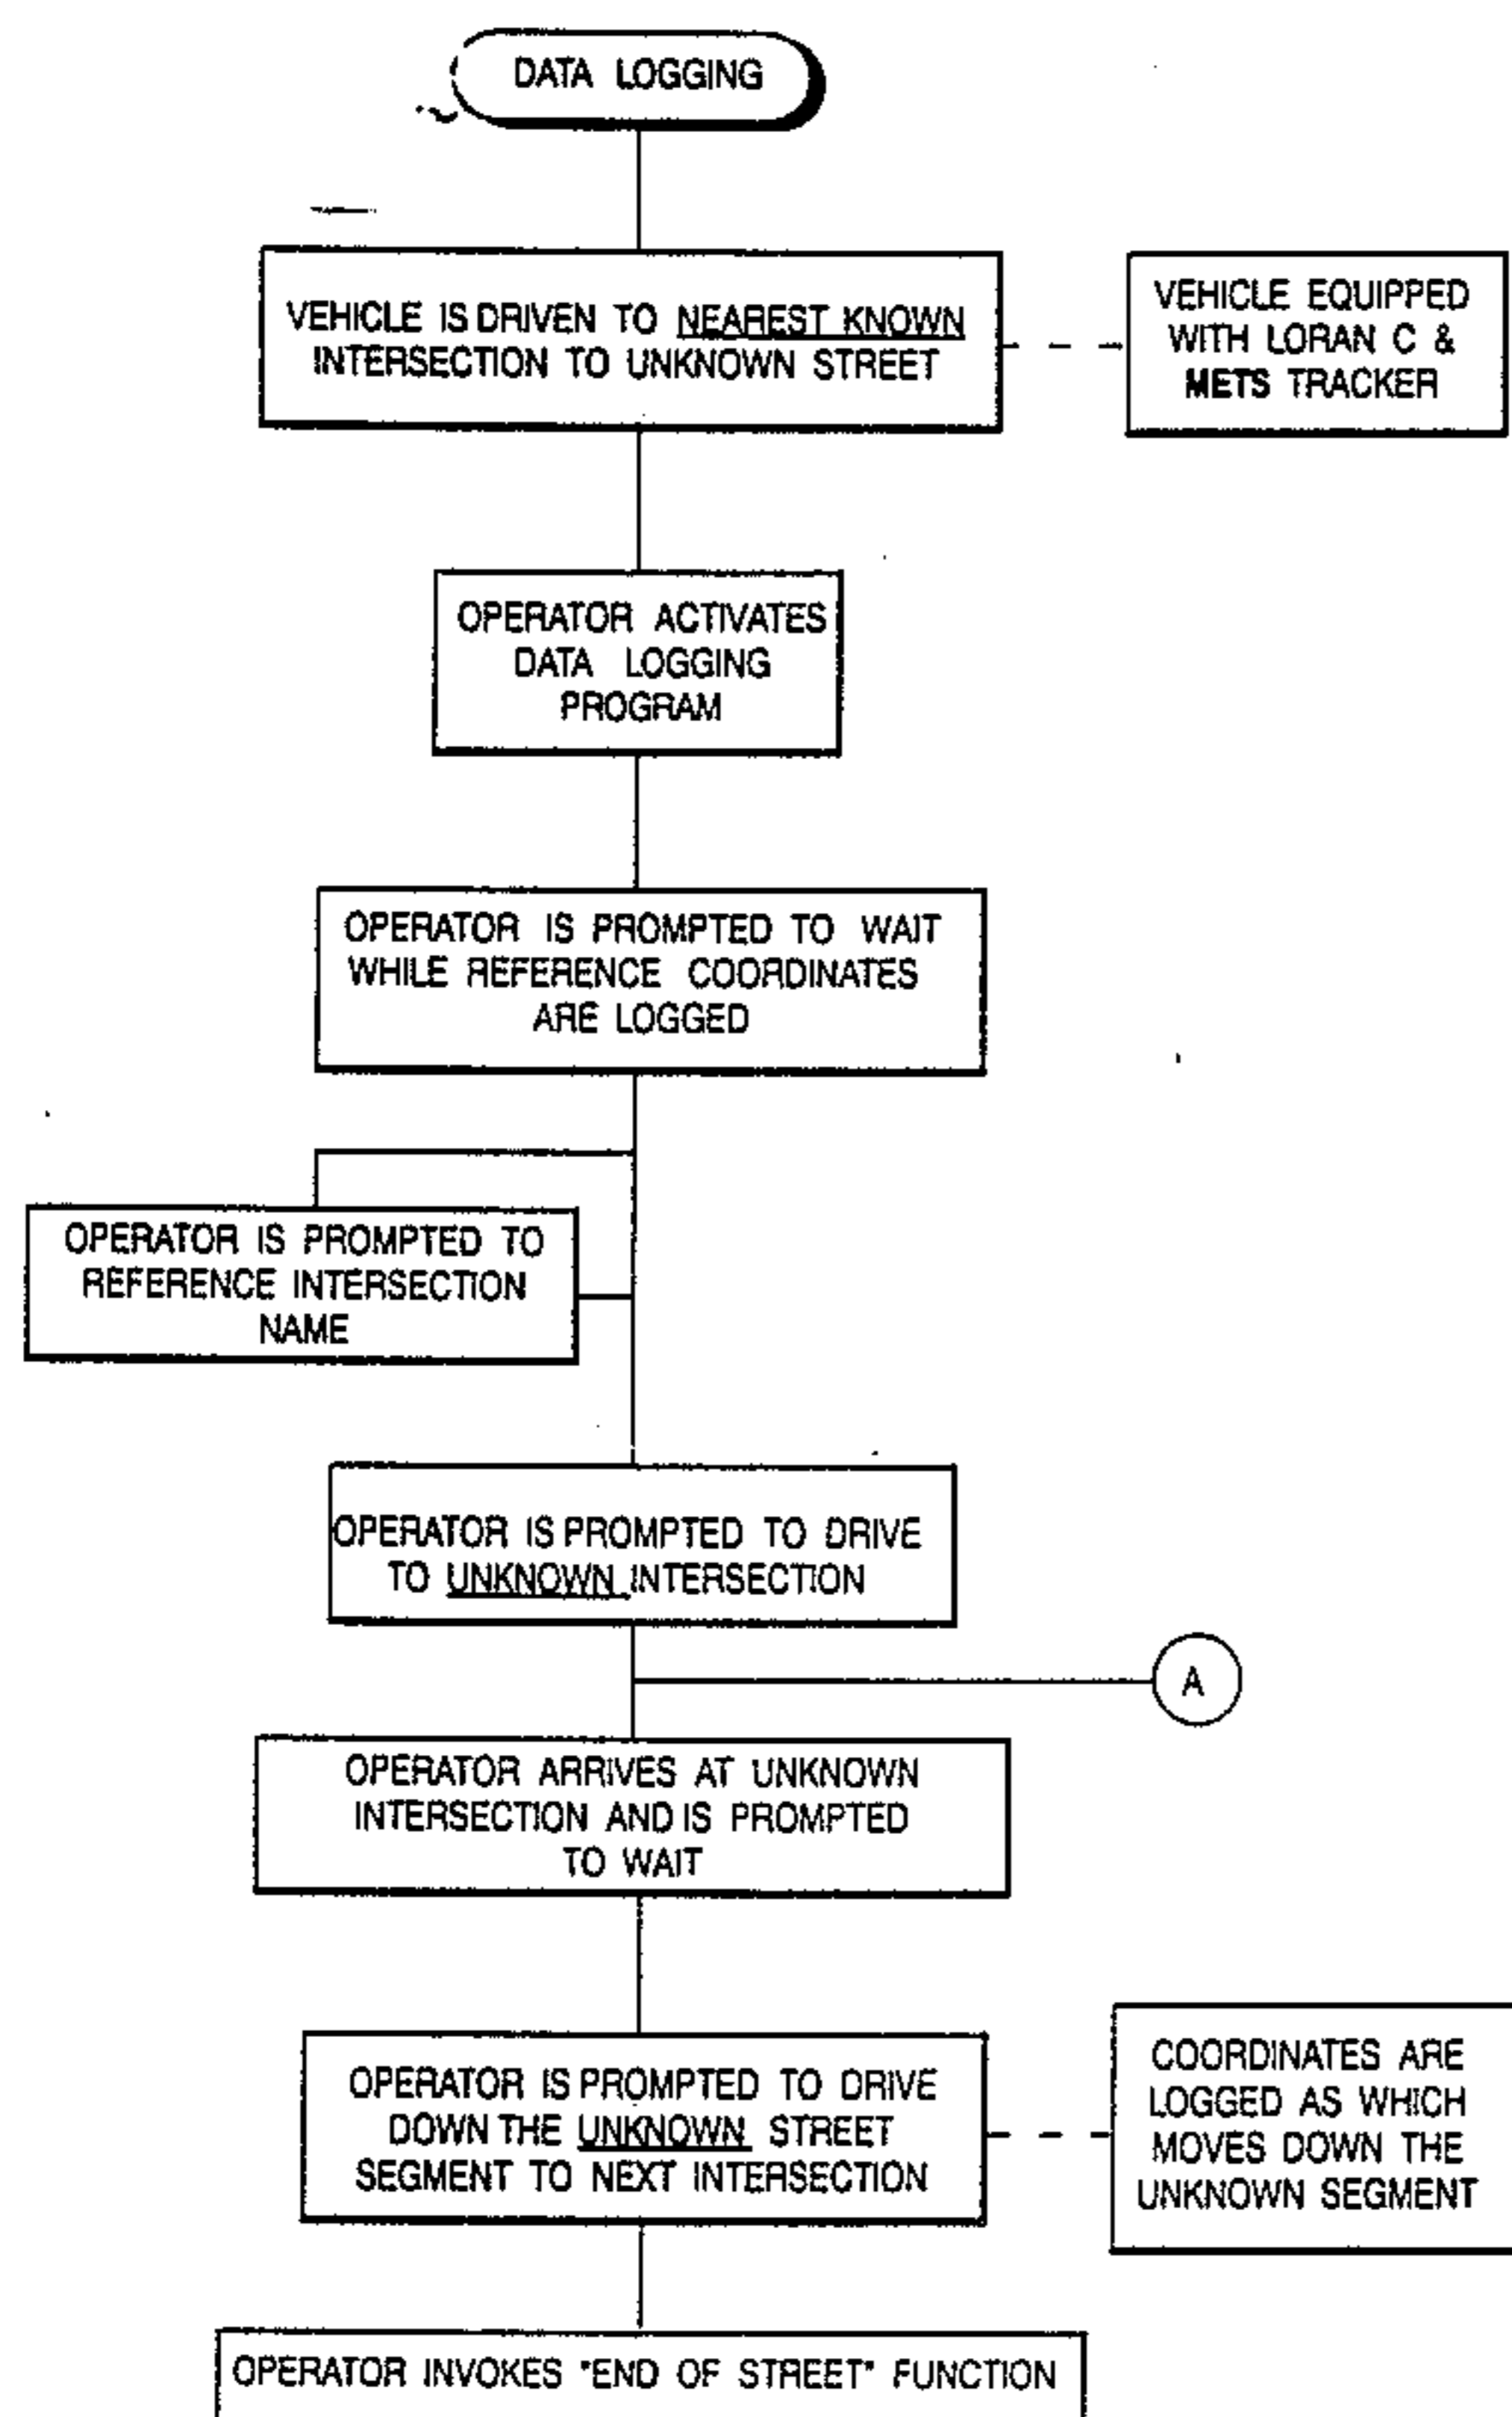 DATA LOGGING
VEHICLE IS DRIVEN TO NEAREST KNOWN
INTERSECTION TO UNKNOWN STREET
VEHICLE EQUIPPED
WITH LORAN C &
METS TRACKER
OPERATOR ACTIVATES
DATA LOGGING
PROGRAM
OPERATOR IS PROMPTED TO WAIT
WHILE REFERENCE COORDINATES
ARE LOGGED
OPERATOR IS PROMPTED TO
REFERENCE INTERSECTION
NAME
OPERATOR IS PROMPTED TO DRIVE
TO UNKNOWN INTERSECTION
A
OPERATOR ARRIVES AT UNKNOWN
INTERSECTION AND IS PROMPTED
TO WAIT
OPERATOR IS PROMPTED TO DRIVE
DOWN THE UNKNOWN STREET
SEGMENT TO NEXT INTERSECTION
COORDINATES ARE
LOGGED AS WHICH
MOVES DOWN THE
UNKNOWN SEGMENT
OPERATOR INVOKES "END OF STREET" FUNCTION